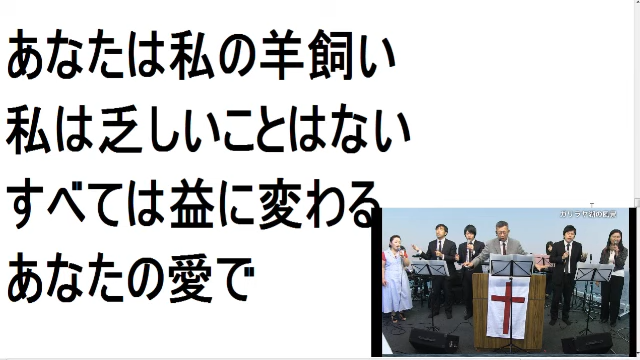 あなたは私の羊飼い
私は乏しいことはない
すべては益に変わる
あなたの愛で